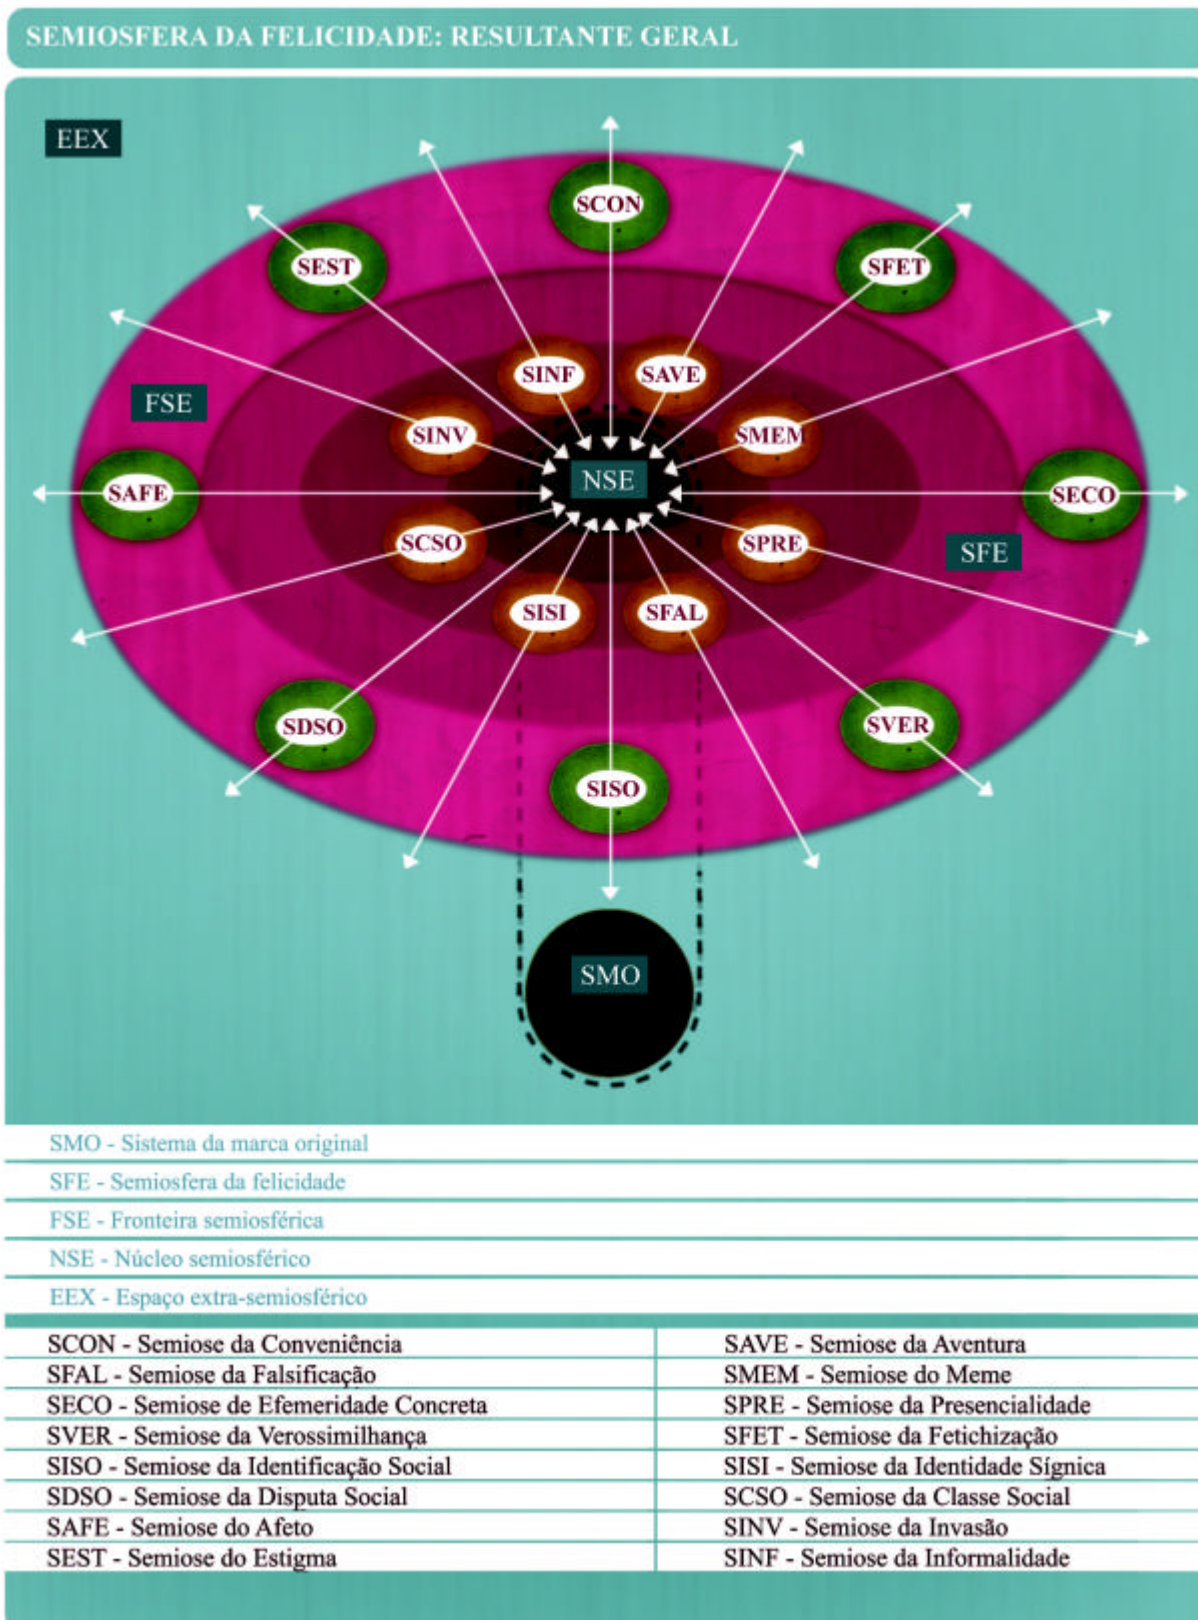 SEMIOSFERA DA FELICIDADE: RESULTANTE GERAL
EEX
SCON
SEST
SFET
SINF
SAVE
FSE
SINV
SMEM
NSE
SAFE
SECO
SCSO
SPRE
SFE
SISI
SFAL
SDSO
SVER
SISO
SMO
SMO - Sistema da marca original
SFE - Semiosfera da felicidade
FSE - Fronteira semiosférica
NSE - Núcleo semiosférico
EEX - Espaço extra-semiosférico
SCON - Semiose da Conveniência
SFAL - Semiose da Falsificação
SECO - Semiose de Efemeridade Concreta
SVER - Semiose da Verossimilhança
SISO - Semiose da Identificação Social
SDSO - Semiose da Disputa Social
SAFE - Semiose do Afeto
SEST - Semiose do Estigma
SAVE - Semiose da Aventura
SMEM - Semiose do Meme
SPRE - Semiose da Presencialidade
SFET - Semiose da Fetichização
SISI - Semiose da Identidade Sígnica
SCSO - Semiose da Classe Social
SINV - Semiose da Invasão
SINF - Semiose da Informalidade